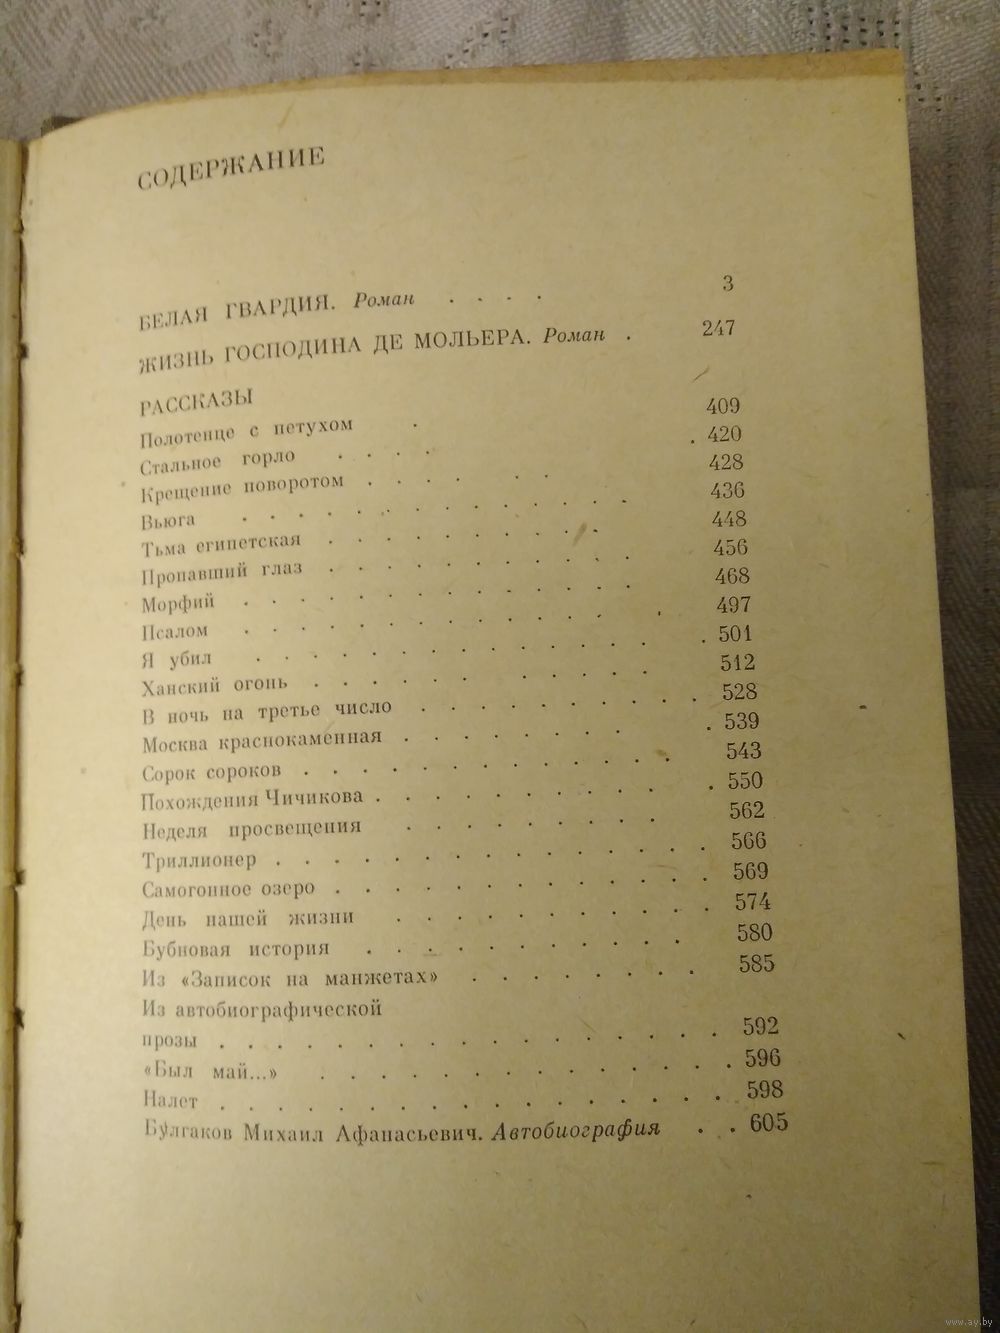 СОДЕРЖАНИЕ
БЕЛАЯ ГВАРДИЯ. Роман . . . . 3
ЖИЗНЬ ГОСПОДИНА ДЕ МОЛЬЕРА. Роман . 247
РАССКАЗЫ
Полотенце с петухом . 409
Стальное горло . . . . . 420
Крещение поворотом . . . . . . 428
Вьюга . . . . . . . . . . . . . . 436
Тьма египетская . . . . . . . . . . 448
Пропавший глаз . . . . . . . . . . . 456
Морфий . . . . . . . . . . . . . . 468
Псалом . . . . . . . . . . . . . . 497
Я убил . . . . . . . . . . . . . . . 501
Ханский огонь . . . . . . . . . . . 512
В ночь на третье число . . . . . . . . . . 528
Москва краснокаменная . . . . . . . . . 539
Сорок сороков . . . . . . . . . . . . . 543
Похождения Чичикова . . . . . . . . . . . . 550
Неделя просвещения . . . . . . . . . 562
Триллионер . . . . . . . . . . . . . . . 566
Самогонное озеро . . . . . . . . . . . . . 569
День нашей жизни . . . . . . . . . . . 574
Бубновая история . . . . . . . . . . . 580
Из «Записок на манжетах» . . . . . . . . 585
Из автобиографической
прозы . . . . . . . . . . . . . . . . . 592
«Был май...» . . . . . . . . . . . . . . 596
Налет . . . . . . . . . . . . . . . . . 598
Булгаков Михаил Афанасьевич. Автобиография . . 605
www.ay.by